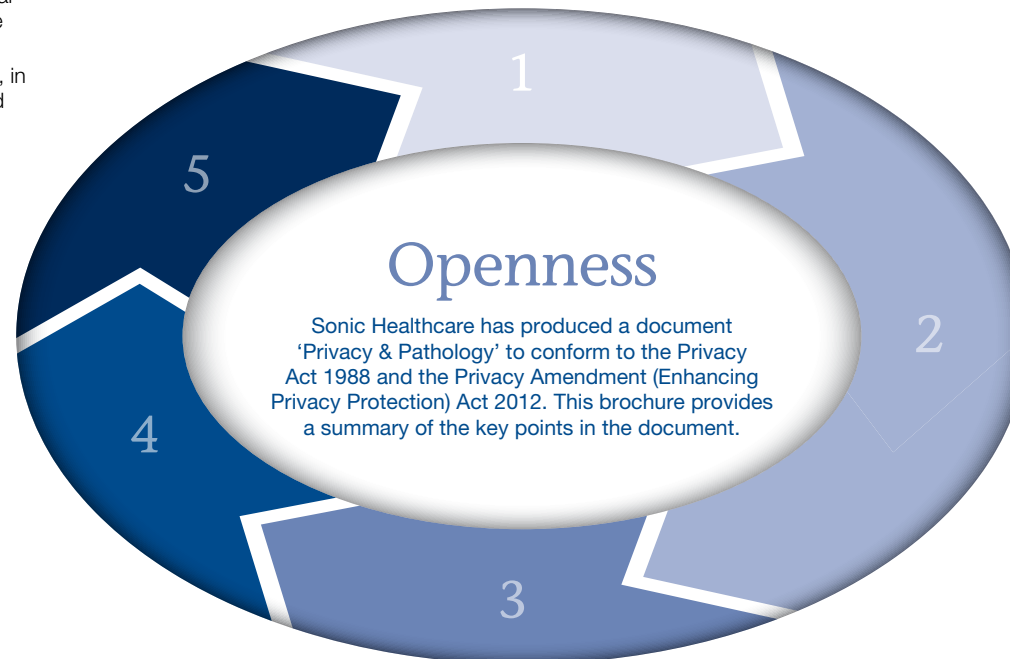 , in
1
5
Openness
Sonic Healthcare has produced a document
‘Privacy & Pathology’ to conform to the Privacy
Act 1988 and the Privacy Amendment (Enhancing
Privacy Protection) Act 2012. This brochure provides
a summary of the key points in the document.
2
4
3